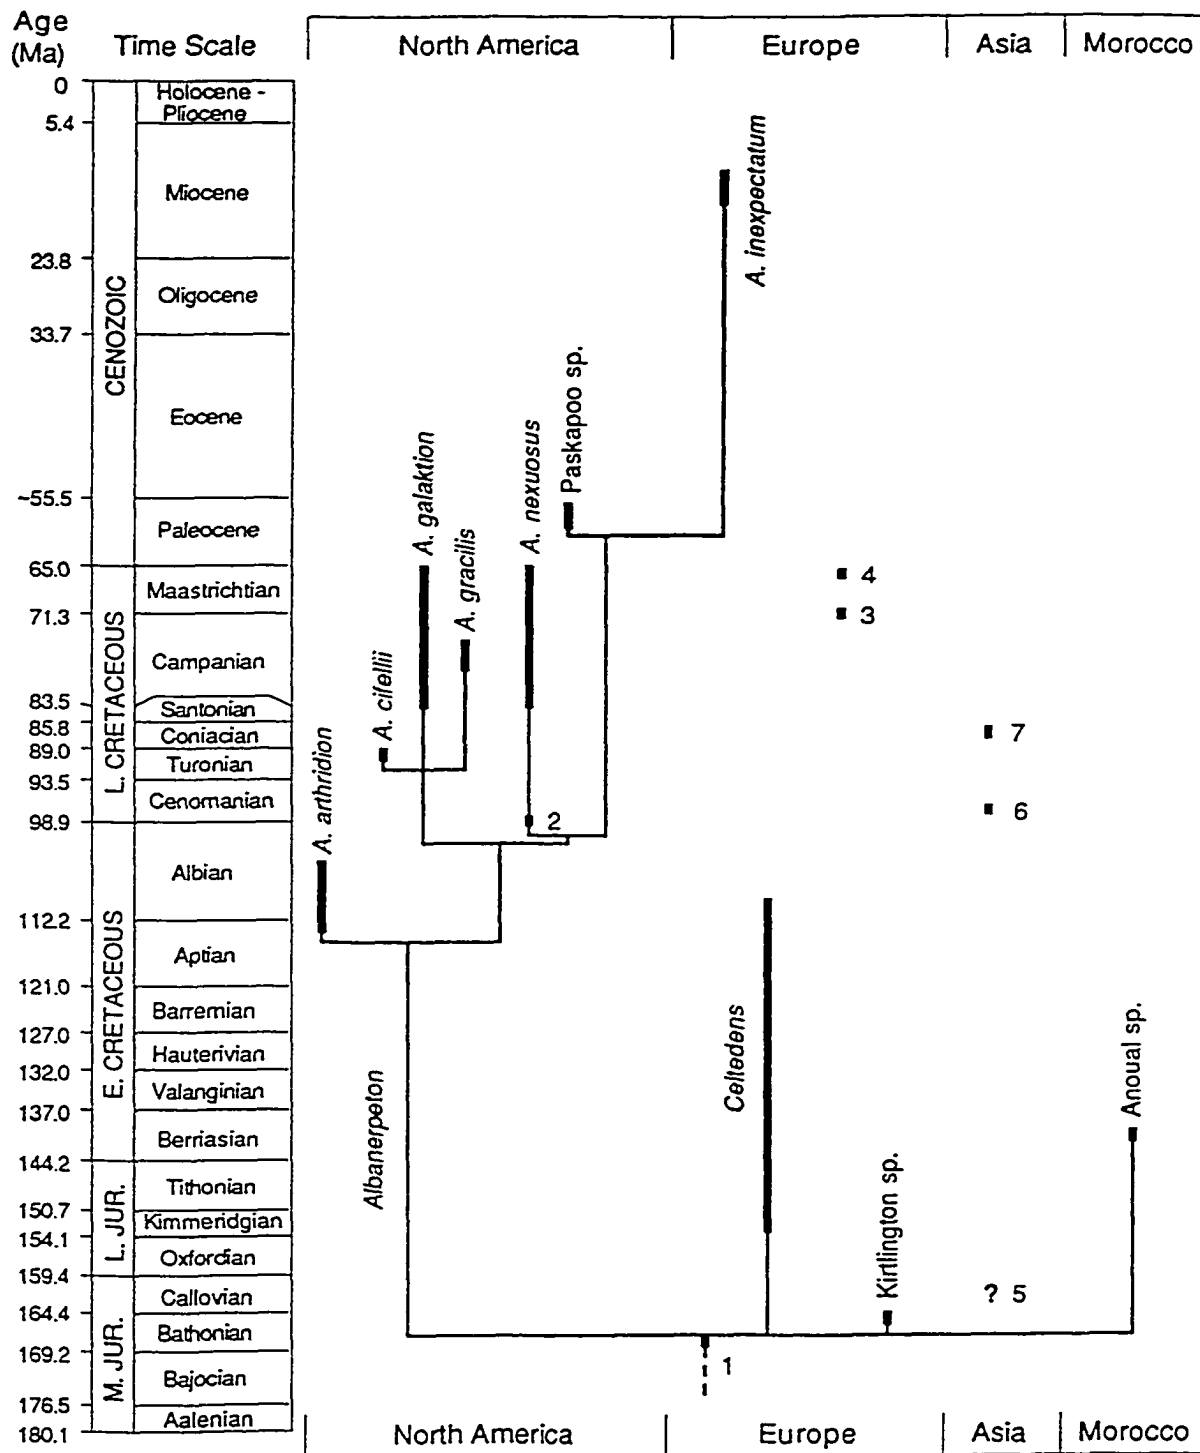 Age
(Ma)
Time Scale
North America
Europe
Asia
Morocco
0
Holocene -
Pliocene
5.4
Miocene
23.8
Oligocene
33.7
Eocene
~55.5
Paleocene
65.0
Maastrichtian
71.3
Campanian
83.5
Santonian
85.8
Coniacian
89.0
Turonian
93.5
Cenomanian
98.9
Albian
112.2
Aptian
121.0
Barremian
127.0
Hauterivian
132.0
Valanginian
137.0
Berriasian
144.2
Tithonian
150.7
Kimmeridgian
154.1
Oxfordian
159.4
Callovian
164.4
Bathonian
169.2
Bajocian
176.5
Aalenian
180.1
CENOZOIC
L. CRETACEOUS
E. CRETACEOUS
L. JUR.
M. JUR.
A. inexpectatum
Paskapoo sp.
A. nexuosus
A. galaktion
A. gracilis
A. cifellii
A. arthridion
4
3
7
6
2
Albanerpeton
Celtedens
Kirtlington sp.
Anoual sp.
? 5
1
North America
Europe
Asia
Morocco